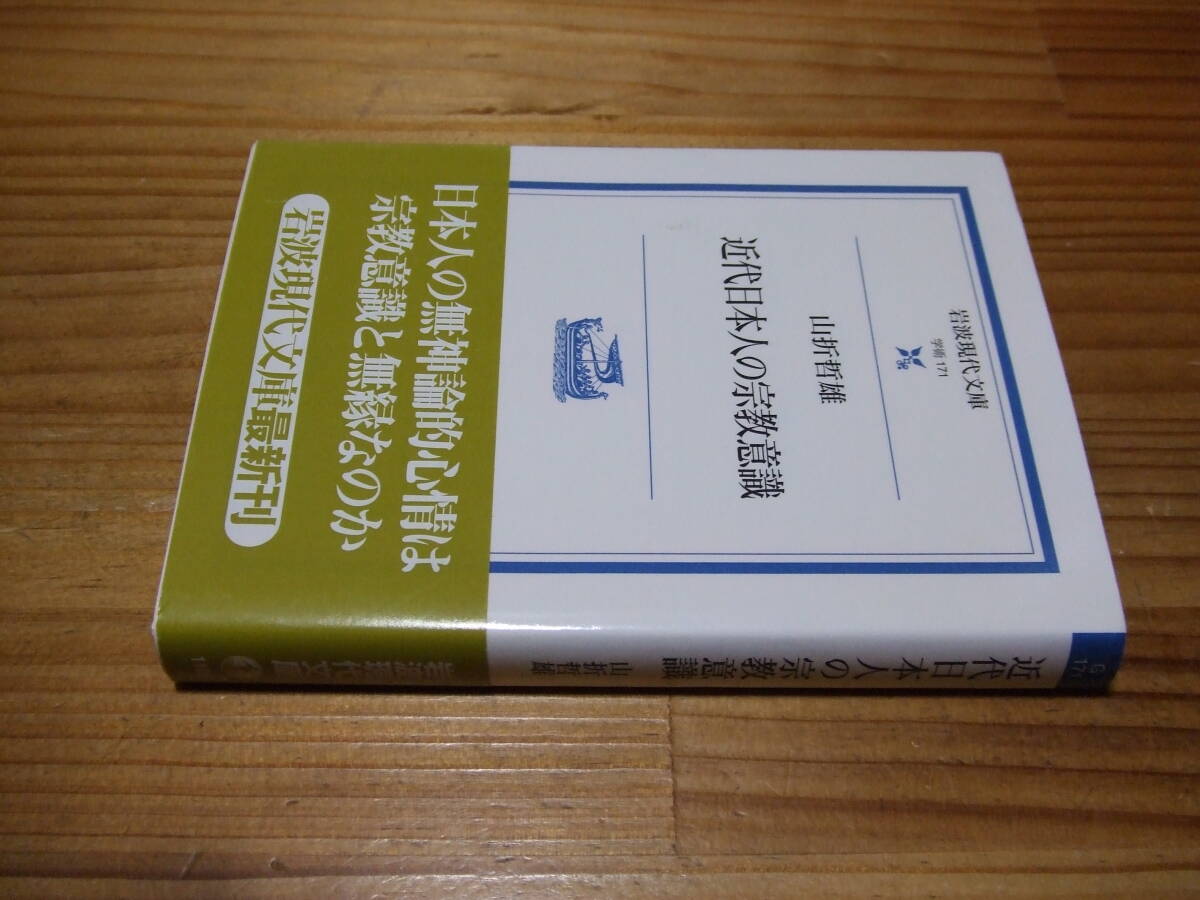 岩波現代文庫
学術 171
山折哲雄
近代日本人の宗教意識
日本人の無神論的心情は
宗教意識と無縁なのか
岩波現代文庫最新刊
近代日本人の宗教意識
山折哲雄
岩波現代文庫